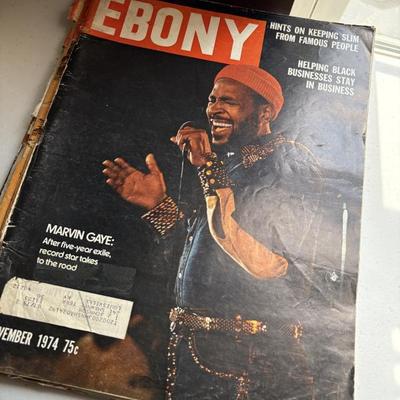 EBONY
HINTS ON KEEPING SLIM
FROM FAMOUS PEOPLE
HELPING BLACK
BUSINESSES STAY
IN BUSINESS
MARVIN GAYE:
After five-year exile,
record star takes
to the road
VEMBER 1974 75¢